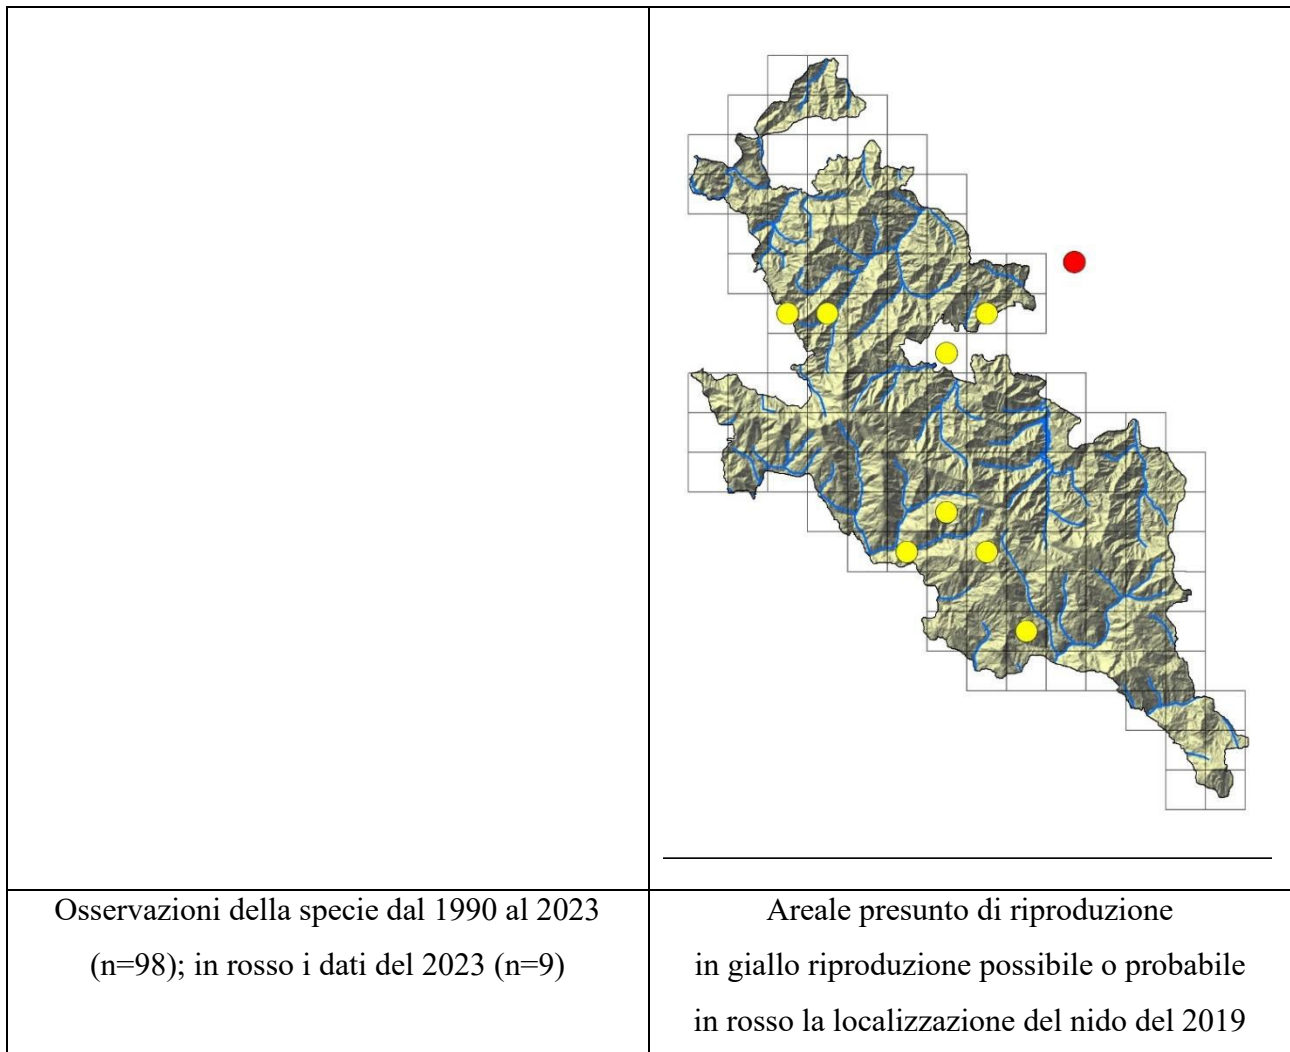 Osservazioni della specie dal 1990 al 2023
(n=98); in rosso i dati del 2023 (n=9)
Areale presunto di riproduzione
in giallo riproduzione possibile o probabile
in rosso la localizzazione del nido del 2019